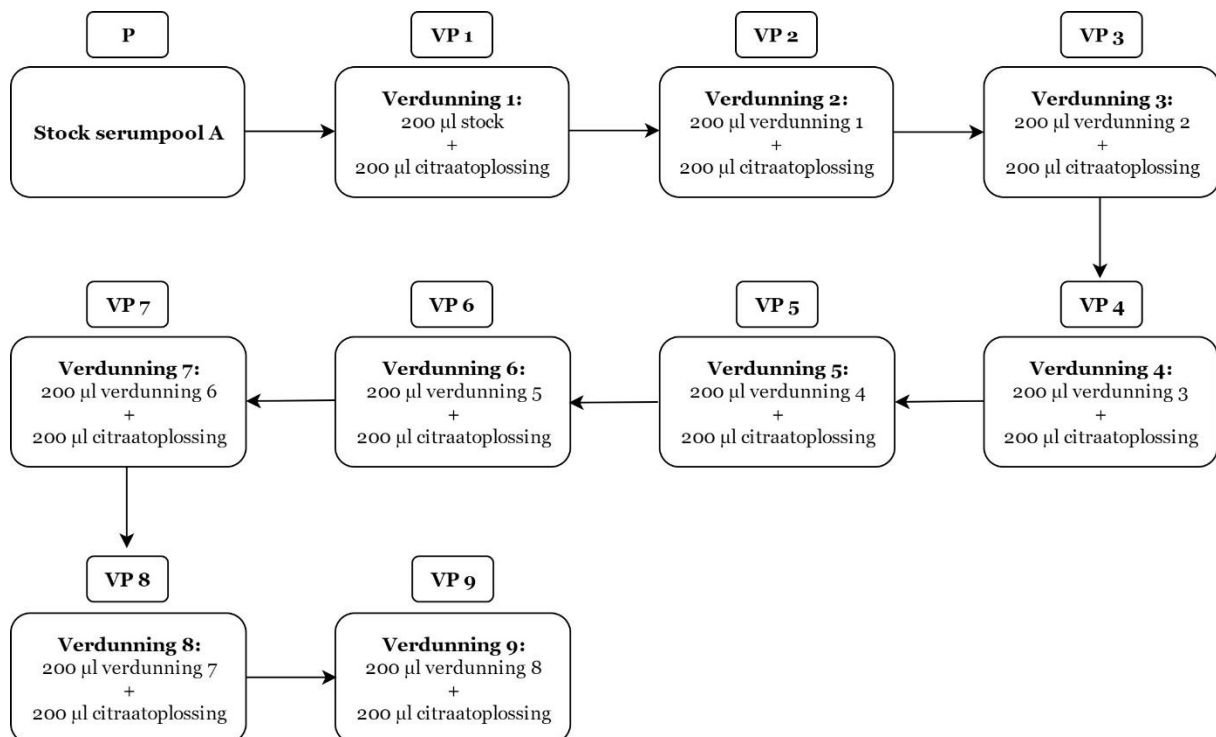 P
Stock serumpool A
VP 1
Verdunning 1:
200 µl stock
+
200 µl citraatoplossing
VP 2
Verdunning 2:
200 µl verdunning 1
+
200 µl citraatoplossing
VP 3
Verdunning 3:
200 µl verdunning 2
+
200 µl citraatoplossing
VP 4
Verdunning 4:
200 µl verdunning 3
+
200 µl citraatoplossing
VP 5
Verdunning 5:
200 µl verdunning 4
+
200 µl citraatoplossing
VP 6
Verdunning 6:
200 µl verdunning 5
+
200 µl citraatoplossing
VP 7
Verdunning 7:
200 µl verdunning 6
+
200 µl citraatoplossing
VP 8
Verdunning 8:
200 µl verdunning 7
+
200 µl citraatoplossing
VP 9
Verdunning 9:
200 µl verdunning 8
+
200 µl citraatoplossing